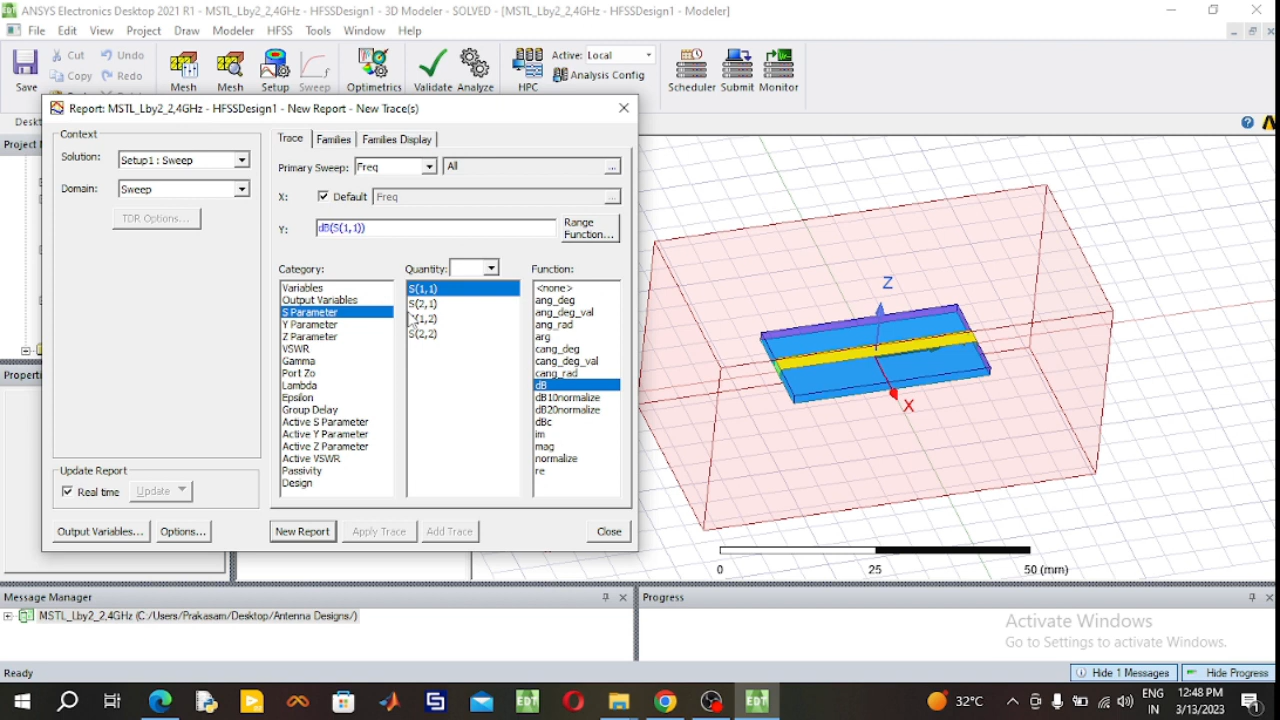 ANSYS Electronics Desktop 2021 R1 - MSTL_Lby2_2,4GHz - HFSSDesign1 - 3D Modeler - SOLVED - [MSTL_Lby2_2,4GHz - HFSSDesign1 - Modeler]
File Edit View Project Draw Modeler HFSS Tools Window Help
Save Cut Copy Undo Redo Mesh Mesh Setup Sweep Optimetrics Validate Analyze HPC Active: Local Analysis Config Scheduler Submit Monitor
Report: MSTL_Lby2_2,4GHz - HFSSDesign1 - New Report - New Trace(s)
Deskt
Project M
Context
Solution: Setup1 : Sweep
Domain: Sweep
TDR Options...
Trace Families Families Display
Primary Sweep: Freq All ...
X: Default Freq ...
Y: dB(S(1,1)) Range Function...
Category:
Variables
Output Variables
S Parameter
Y Parameter
Z Parameter
VSWR
Gamma
Port Zo
Lambda
Epsilon
Group Delay
Active S Parameter
Active Y Parameter
Active Z Parameter
Active VSWR
Passivity
Design
Quantity:
S(1,1)
S(2,1)
(1,2)
S(2,2)
Function:
<none>
ang_deg
ang_deg_val
ang_rad
arg
cang_deg
cang_deg_val
cang_rad
dB
dB10normalize
dB20normalize
dBc
im
mag
normalize
re
Properti
Update Report
Real time Update
Output Variables... Options... New Report Apply Trace Add Trace Close
Z
X
0 25 50 (mm)
Message Manager
MSTL_Lby2_2,4GHz (C:/Users/Prakasam/Desktop/Antenna Designs/)
Progress
Activate Windows
Go to Settings to activate Windows.
Ready Hide 1 Messages Hide Progress
EDT EDT 32°C ENG IN 12:48 PM 3/13/2023 1